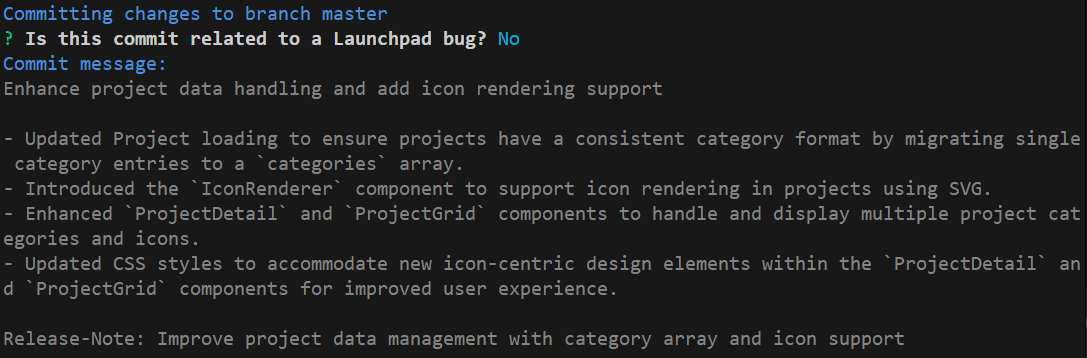 Committing changes to branch master
? Is this commit related to a Launchpad bug? No
Commit message:
Enhance project data handling and add icon rendering support
- Updated Project loading to ensure projects have a consistent category format by migrating single
category entries to a `categories` array.
- Introduced the `IconRenderer` component to support icon rendering in projects using SVG.
- Enhanced `ProjectDetail` and `ProjectGrid` components to handle and display multiple project cat
egories and icons.
- Updated CSS styles to accommodate new icon-centric design elements within the `ProjectDetail` an
d `ProjectGrid` components for improved user experience.
Release-Note: Improve project data management with category array and icon support